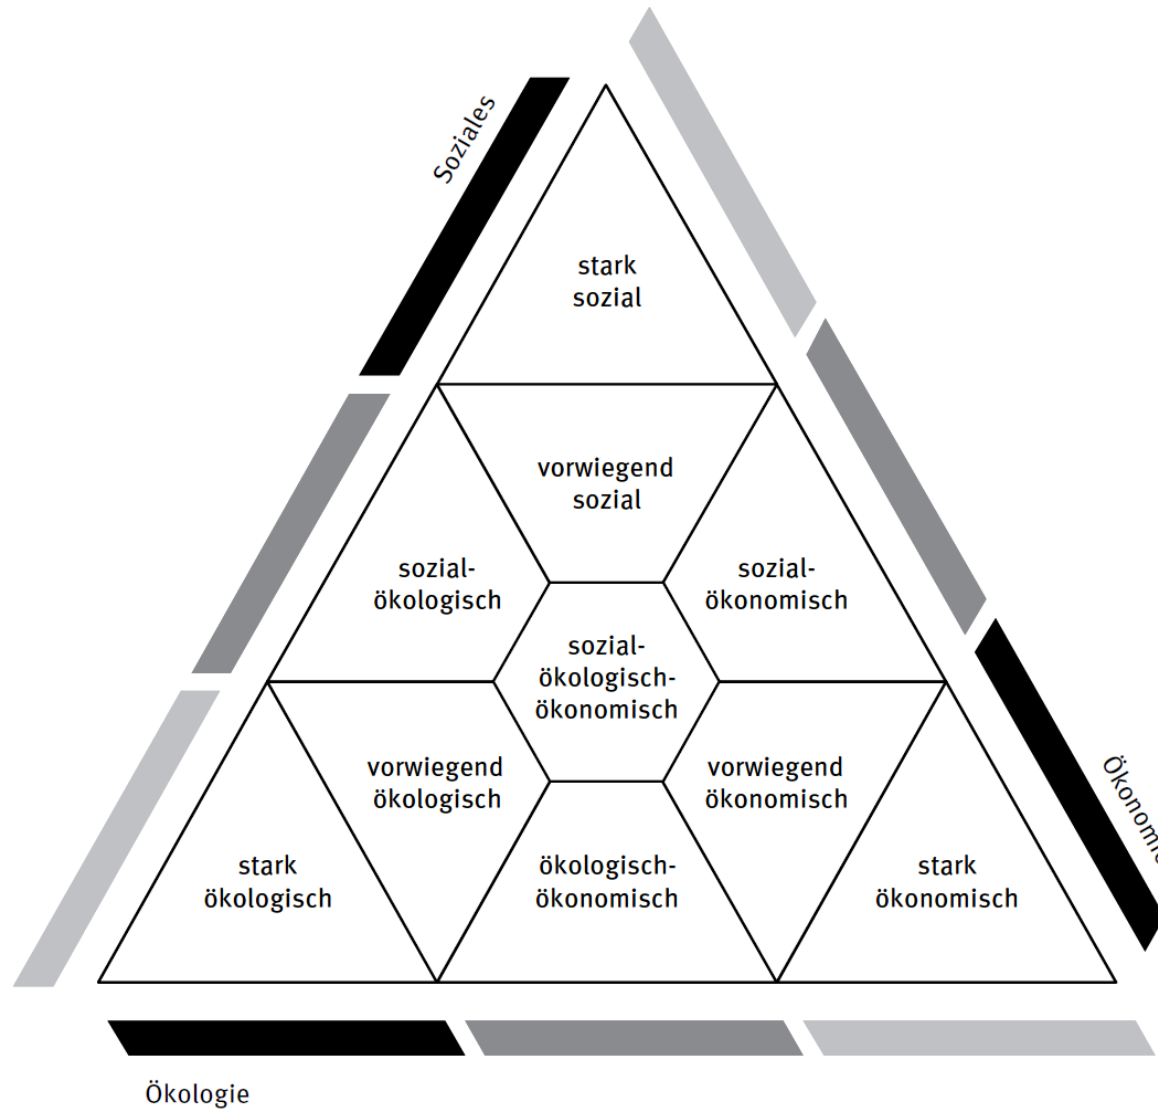 Soziales
stark
sozial
vorwiegend
sozial
sozial-
ökologisch
sozial-
ökonomisch
sozial-
ökologisch-
ökonomisch
vorwiegend
ökologisch
vorwiegend
ökonomisch
Ökonomie
stark
ökologisch
ökologisch-
ökonomisch
stark
ökonomisch
Ökologie